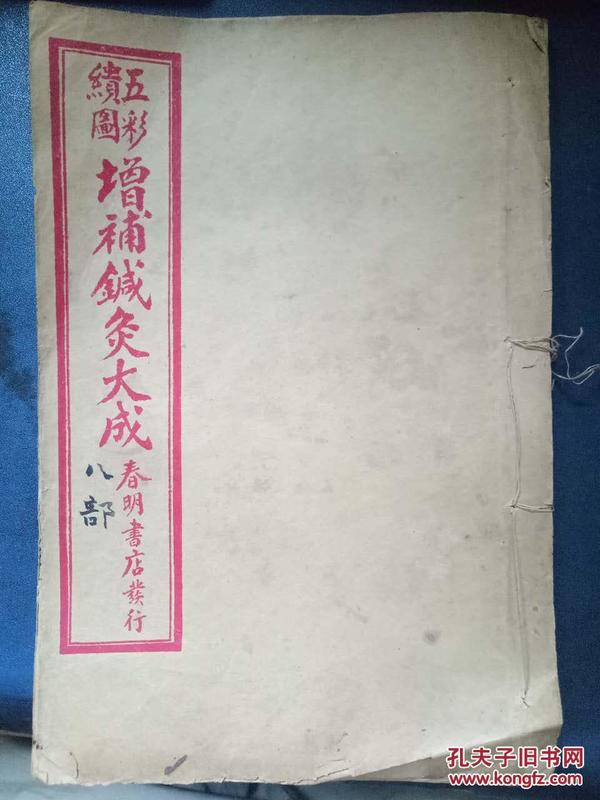 五彩
繢圖
增補鍼灸大成
春明書店發行
八部
孔夫子旧书网
www.kongfz.com